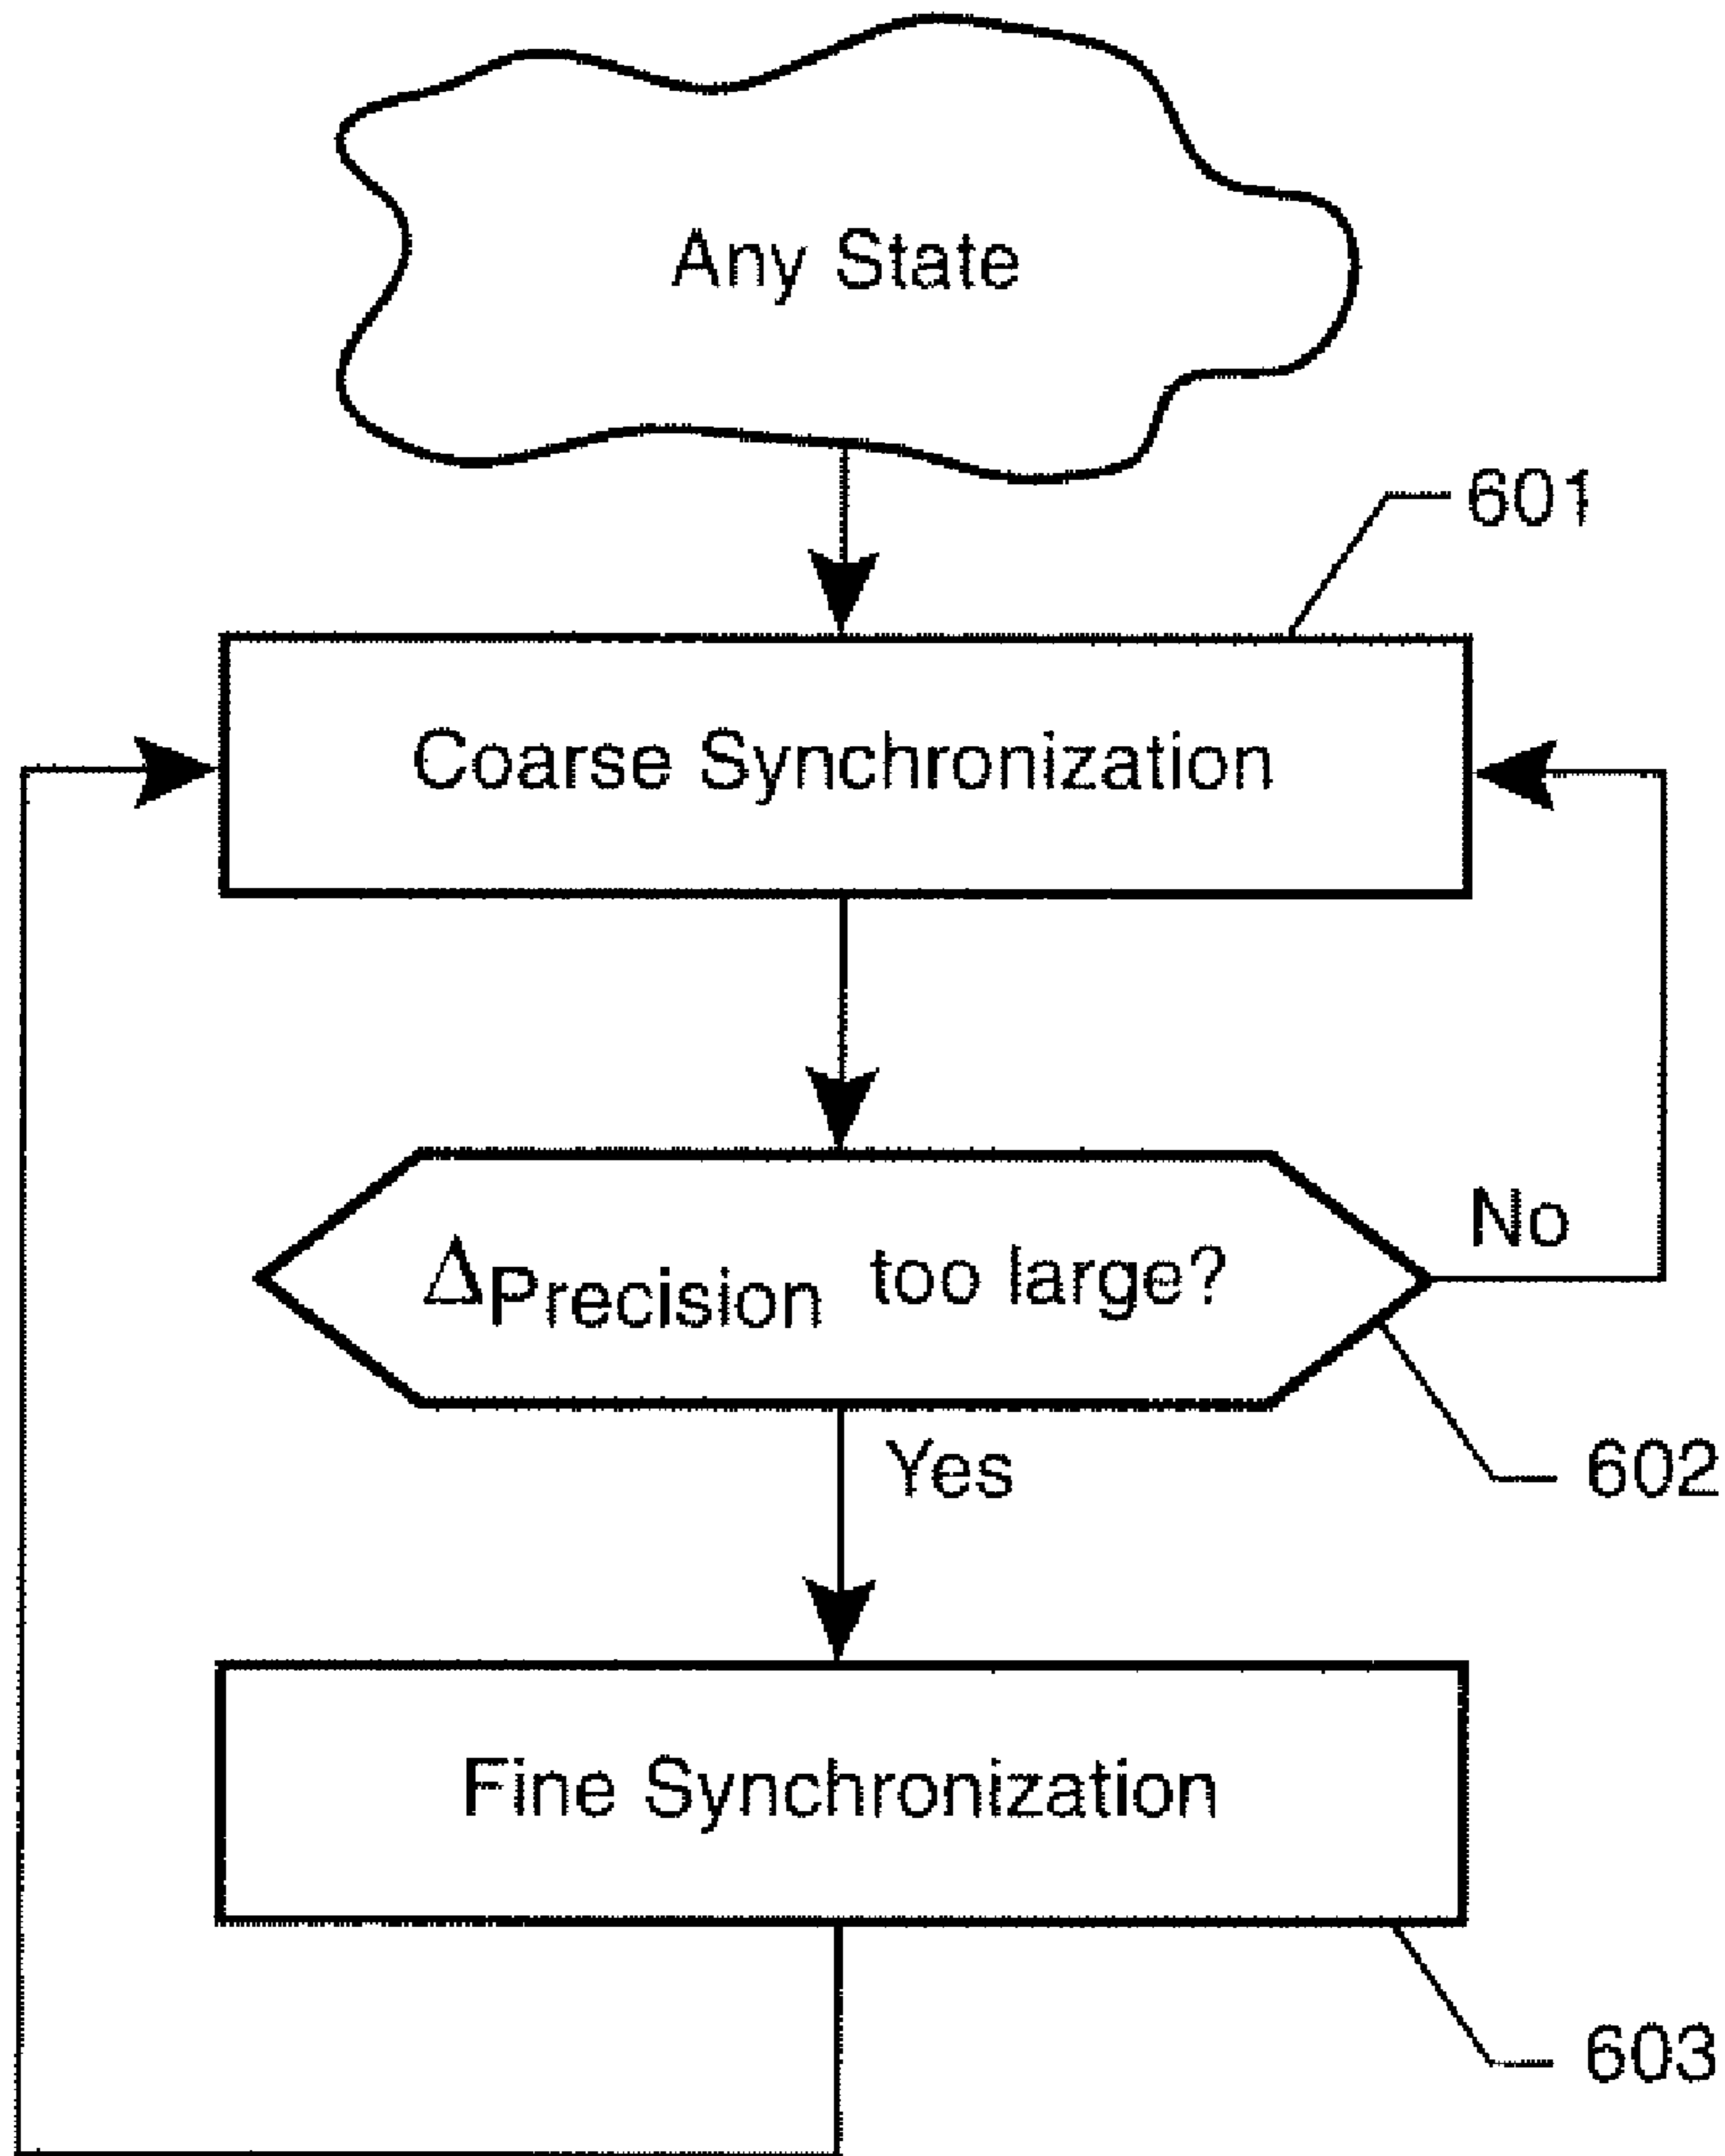 Any State
601
Coarse Synchronization
No
ΔPrecision too large?
Yes
602
Fine Synchronization
603